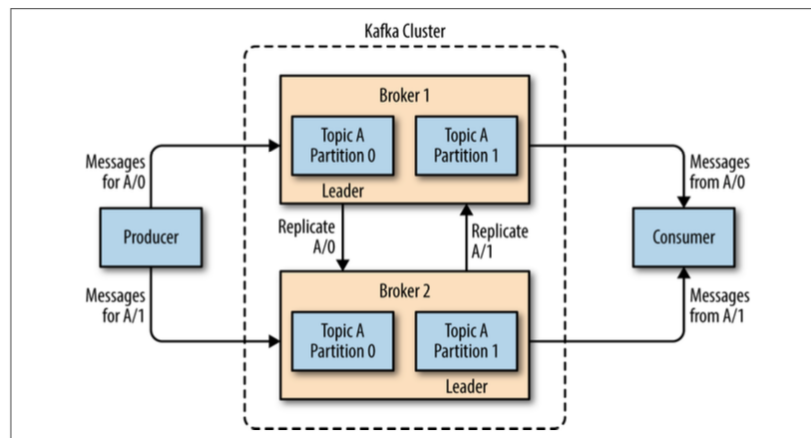 Kafka Cluster
Broker 1
Topic A
Partition 0
Topic A
Partition 1
Leader
Messages
for A/0
Messages
from A/0
Producer
Replicate
A/0
Replicate
A/1
Consumer
Messages
for A/1
Messages
from A/1
Broker 2
Topic A
Partition 0
Topic A
Partition 1
Leader